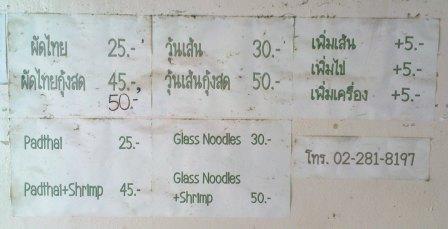 ผัดไทย 25.-
ผัดไทยกุ้งสด 45.-,
50.-
วุ้นเส้น 30.-
วุ้นเส้นกุ้งสด 50.-
เพิ่มเส้น +5.-
เพิ่มไข่ +5.-
เพิ่มเครื่อง +5.-
Padthai 25.-
Padthai+Shrimp 45.-
Glass Noodles 30.-
Glass Noodles
+Shrimp 50.-
โทร. 02-281-8197